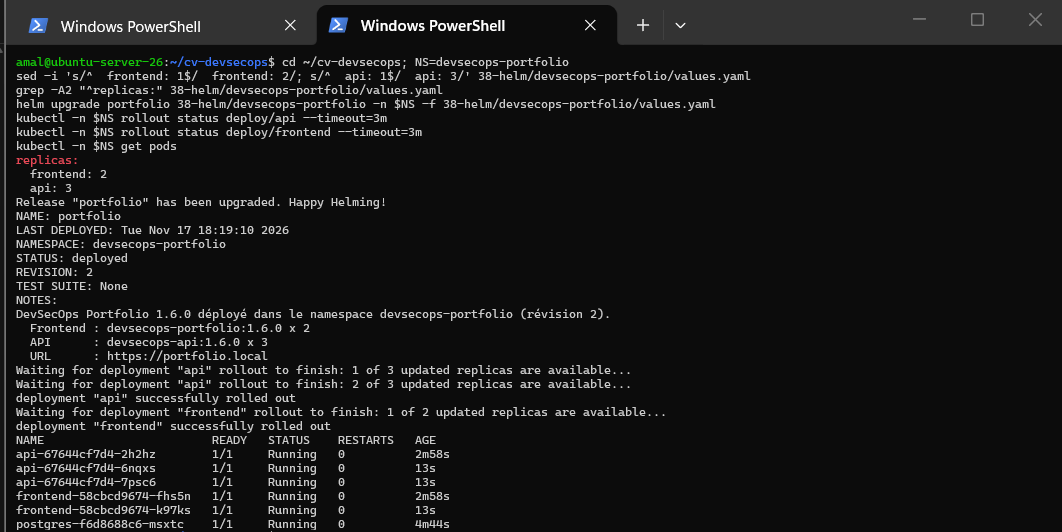 Windows PowerShell
Windows PowerShell
amal@ubuntu-server-26:~/cv-devsecops$ cd ~/cv-devsecops; NS=devsecops-portfolio
sed -i 's/^  frontend: 1$/  frontend: 2/; s/^  api: 1$/  api: 3/' 38-helm/devsecops-portfolio/values.yaml
grep -A2 "^replicas:" 38-helm/devsecops-portfolio/values.yaml
helm upgrade portfolio 38-helm/devsecops-portfolio -n $NS -f 38-helm/devsecops-portfolio/values.yaml
kubectl -n $NS rollout status deploy/api --timeout=3m
kubectl -n $NS rollout status deploy/frontend --timeout=3m
kubectl -n $NS get pods
replicas:
  frontend: 2
  api: 3
Release "portfolio" has been upgraded. Happy Helming!
NAME: portfolio
LAST DEPLOYED: Tue Nov 17 18:19:10 2026
NAMESPACE: devsecops-portfolio
STATUS: deployed
REVISION: 2
TEST SUITE: None
NOTES:
DevSecOps Portfolio 1.6.0 déployé dans le namespace devsecops-portfolio (révision 2).
  Frontend : devsecops-portfolio:1.6.0 x 2
  API      : devsecops-api:1.6.0 x 3
  URL      : https://portfolio.local
Waiting for deployment "api" rollout to finish: 1 of 3 updated replicas are available...
Waiting for deployment "api" rollout to finish: 2 of 3 updated replicas are available...
deployment "api" successfully rolled out
Waiting for deployment "frontend" rollout to finish: 1 of 2 updated replicas are available...
deployment "frontend" successfully rolled out
NAME                        READY   STATUS    RESTARTS   AGE
api-67644cf7d4-2h2hz        1/1     Running   0          2m58s
api-67644cf7d4-6nqxs        1/1     Running   0          13s
api-67644cf7d4-7psc6        1/1     Running   0          13s
frontend-58cbcd9674-fhs5n   1/1     Running   0          2m58s
frontend-58cbcd9674-k97ks   1/1     Running   0          13s
postgres-f6d8688c6-msxtc    1/1     Running   0          4m44s